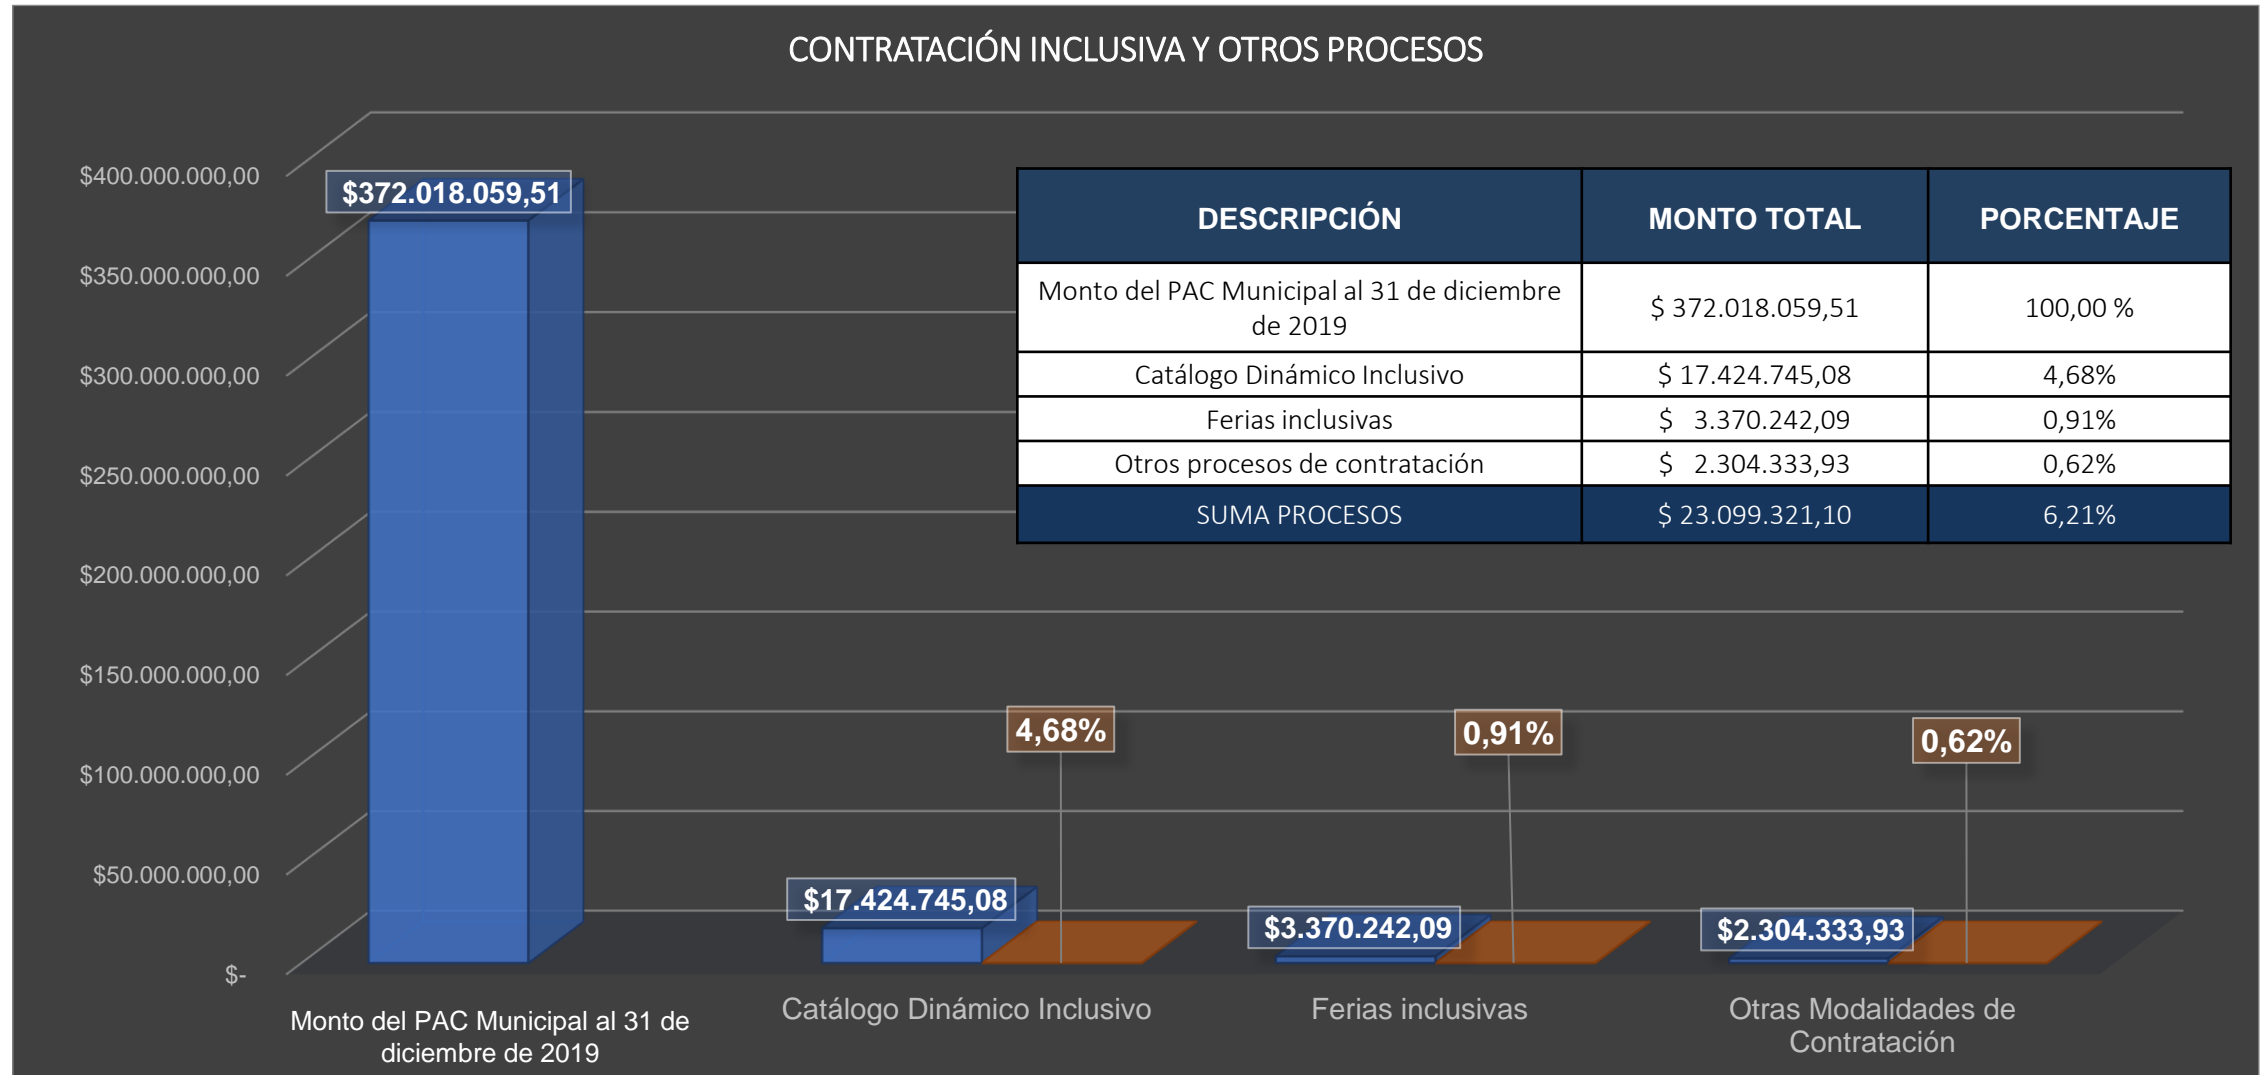 CONTRATACIÓN INCLUSIVA Y OTROS PROCESOS
$400.000.000,00
$350.000.000,00
$300.000.000,00
$250.000.000,00
$200.000.000,00
$150.000.000,00
$100.000.000,00
$50.000.000,00
$-
$372.018.059,51
DESCRIPCIÓN MONTO TOTAL PORCENTAJE
Monto del PAC Municipal al 31 de diciembre
de 2019 $ 372.018.059,51 100,00 %
Catálogo Dinámico Inclusivo $ 17.424.745,08 4,68%
Ferias inclusivas $ 3.370.242,09 0,91%
Otros procesos de contratación $ 2.304.333,93 0,62%
SUMA PROCESOS $ 23.099.321,10 6,21%
4,68%
0,91%
0,62%
$17.424.745,08
$3.370.242,09
$2.304.333,93
Monto del PAC Municipal al 31 de
diciembre de 2019
Catálogo Dinámico Inclusivo
Ferias inclusivas
Otras Modalidades de
Contratación